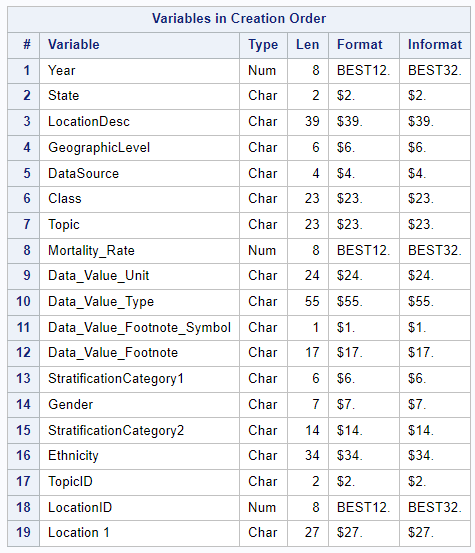 Variables in Creation Order
# Variable Type Len Format Informat
1 Year Num 8 BEST12. BEST32.
2 State Char 2 $2. $2.
3 LocationDesc Char 39 $39. $39.
4 GeographicLevel Char 6 $6. $6.
5 DataSource Char 4 $4. $4.
6 Class Char 23 $23. $23.
7 Topic Char 23 $23. $23.
8 Mortality_Rate Num 8 BEST12. BEST32.
9 Data_Value_Unit Char 24 $24. $24.
10 Data_Value_Type Char 55 $55. $55.
11 Data_Value_Footnote_Symbol Char 1 $1. $1.
12 Data_Value_Footnote Char 17 $17. $17.
13 StratificationCategory1 Char 6 $6. $6.
14 Gender Char 7 $7. $7.
15 StratificationCategory2 Char 14 $14. $14.
16 Ethnicity Char 34 $34. $34.
17 TopicID Char 2 $2. $2.
18 LocationID Num 8 BEST12. BEST32.
19 Location 1 Char 27 $27. $27.